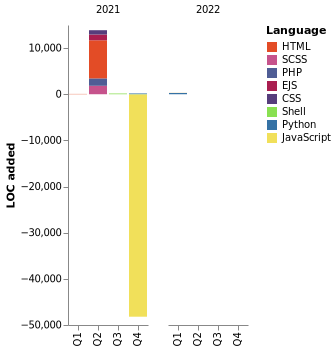 2021 2022
Language
HTML
SCSS
PHP
EJS
CSS
Shell
Python
JavaScript
LOC added
10,000
0
−10,000
−20,000
−30,000
−40,000
−50,000
Q1 Q2 Q3 Q4 Q1 Q2 Q3 Q4